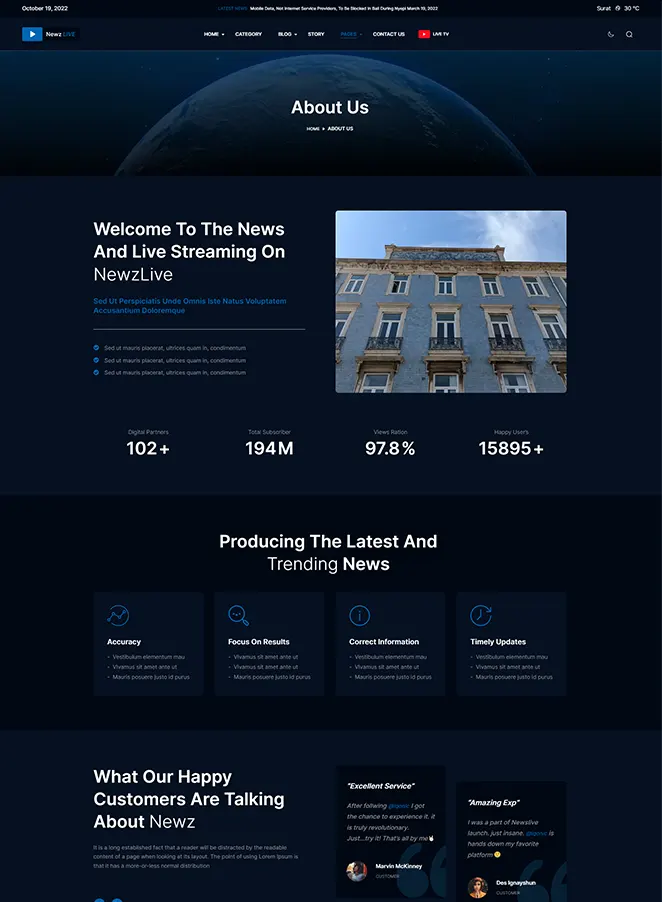 October 19, 2022
LATEST NEWS Mobile Data, Not Internet Service Providers, To Be Blocked In Bali During Nyepi March 19, 2022
Surat 30 °C
Newz LIVE
HOME CATEGORY BLOG STORY PAGES CONTACT US LIVE TV
About Us
HOME ABOUT US
Welcome To The News
And Live Streaming On
NewzLive
Sed Ut Perspiciatis Unde Omnis Iste Natus Voluptatem
Accusantium Doloremque
Sed ut mauris placerat, ultrices quam in, condimentum
Sed ut mauris placerat, ultrices quam in, condimentum
Sed ut mauris placerat, ultrices quam in, condimentum
Digital Partners Total Subscriber Views Ration Happy Users
102+ 194M 97.8% 15895+
Producing The Latest And
Trending News
Accuracy
- Vestibulum elementum mau
- Vivamus sit amet ante ut
- Mauris posuere justo id purus
Focus On Results
- Vivamus sit amet ante ut
- Vivamus sit amet ante ut
- Mauris posuere justo id purus
Correct Information
- Vestibulum elementum mau
- Vivamus sit amet ante ut
- Mauris posuere justo id purus
Timely Updates
- Vestibulum elementum mau
- Vivamus sit amet ante ut
- Mauris posuere justo id purus
What Our Happy
Customers Are Talking
About Newz
It is a long established fact that a reader will be distracted by the readable
content of a page when looking at its layout. The point of using Lorem Ipsum is
that it has a more-or-less normal distribution
"Excellent Service"
After follwing @iqonic I got
the chance to experience it. it
is truly revolutionary.
Just...try it! That's all by me
Marvin McKinney
CUSTOMER
"Amazing Exp"
I was a part of Newslive
launch. just insane. @iqonic is
hands down my favorite
platform
Des Ignayshun
CUSTOMER